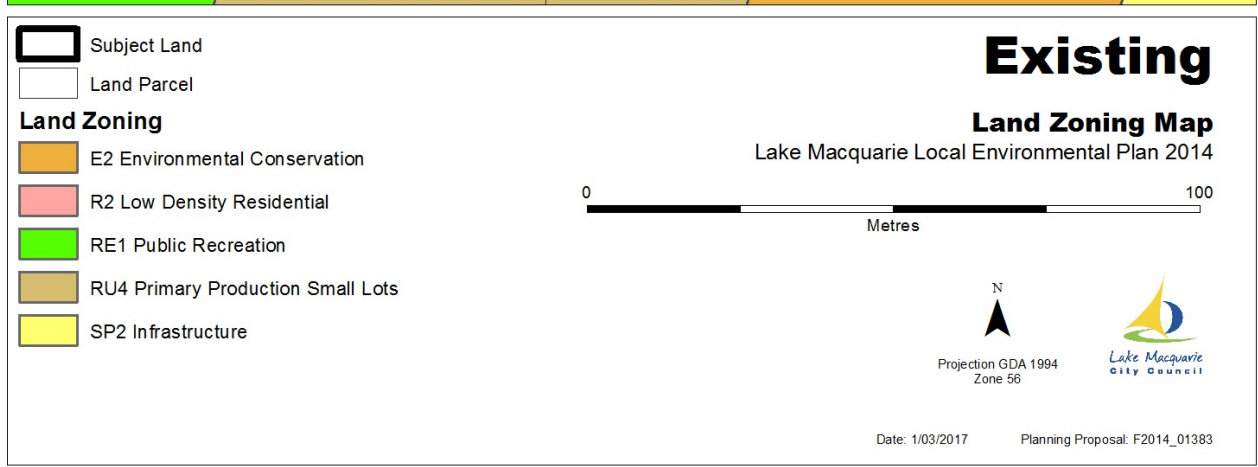 Subject Land
Land Parcel
Land Zoning
E2 Environmental Conservation
R2 Low Density Residential
RE1 Public Recreation
RU4 Primary Production Small Lots
SP2 Infrastructure
Existing
Land Zoning Map
Lake Macquarie Local Environmental Plan 2014
0 100
Metres
N
Projection GDA 1994
Zone 56
Lake Macquarie
City Council
Date: 1/03/2017 Planning Proposal: F2014_01383